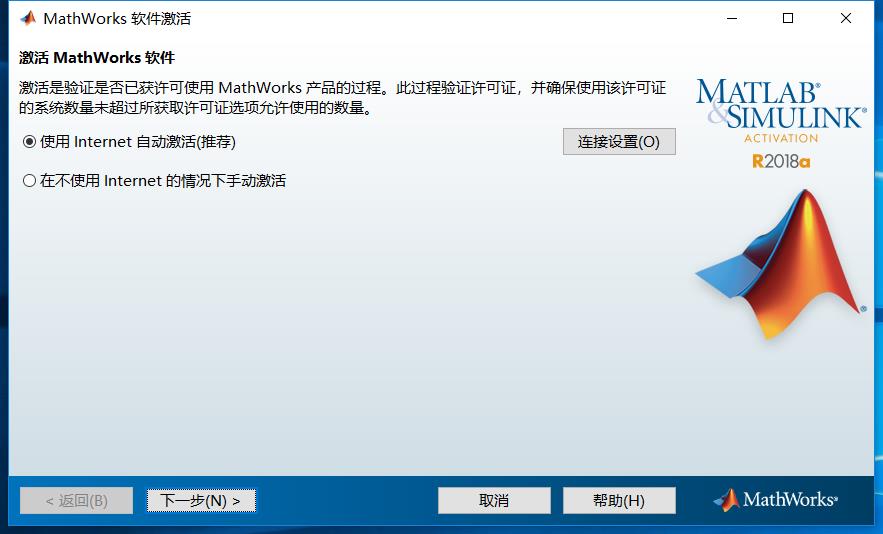 MathWorks 软件激活
激活 MathWorks 软件
激活是验证是否已获许可使用 MathWorks 产品的过程。此过程验证许可证，并确保使用该许可证
的系统数量未超过所获取许可证选项允许使用的数量。
使用 Internet 自动激活(推荐)
连接设置(O)
在不使用 Internet 的情况下手动激活
MATLAB®
&SIMULINK®
ACTIVATION
R2018a
®
< 返回(B)
下一步(N) >
取消
帮助(H)
MathWorks®